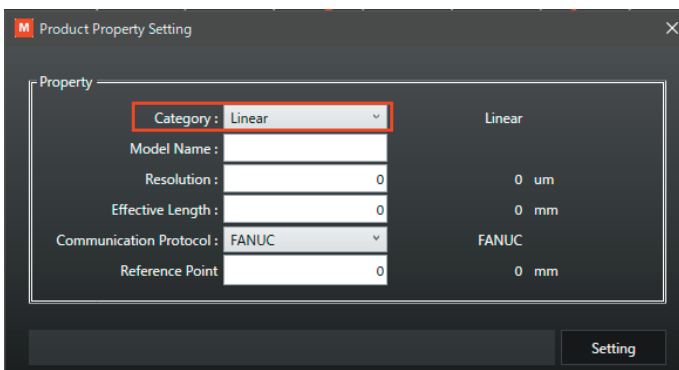 M Product Property Setting
Property
Category : Linear Linear
Model Name :
Resolution : 0 0 um
Effective Length : 0 0 mm
Communication Protocol : FANUC FANUC
Reference Point 0 0 mm
Setting